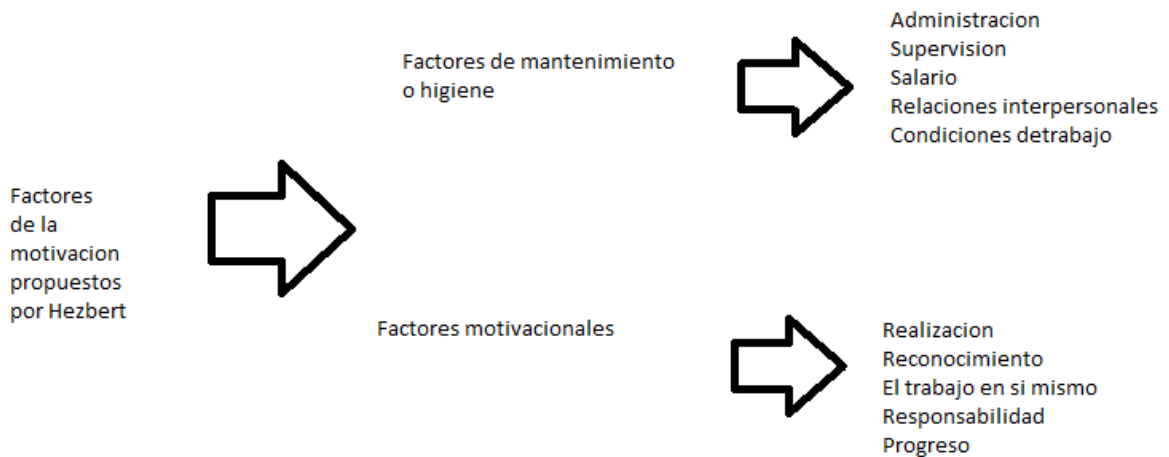 Factores
de la
motivacion
propuestos
por Hezbert
Factores de mantenimiento
o higiene
Administracion
Supervision
Salario
Relaciones interpersonales
Condiciones detrabajo
Factores motivacionales
Realizacion
Reconocimiento
El trabajo en si mismo
Responsabilidad
Progreso